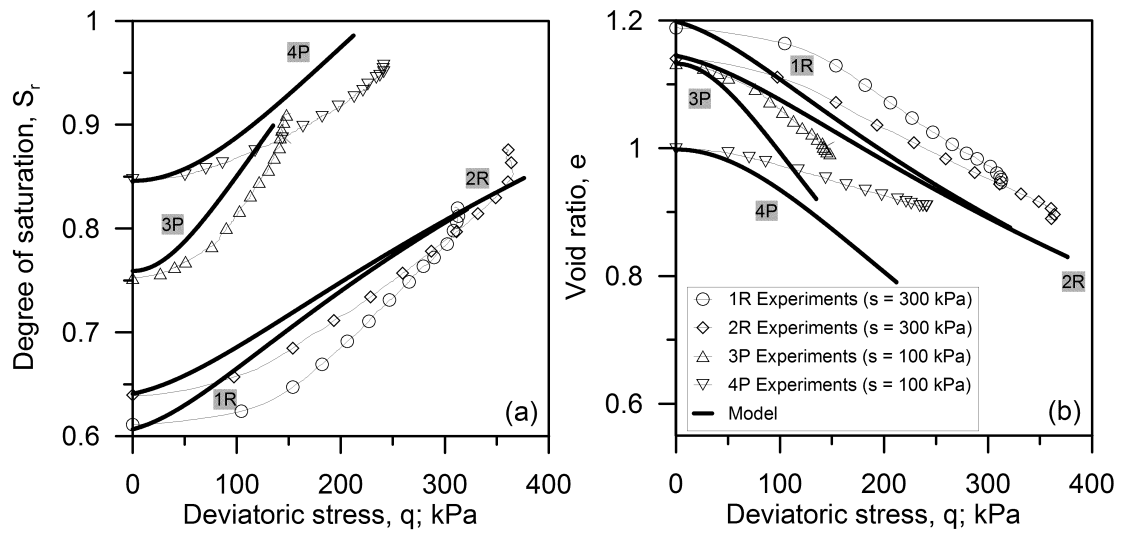 Degree of saturation, Sr
1
0.9
0.8
0.7
0.6
4P
3P
2R
1R
(a)
0 100 200 300 400
Deviatoric stress, q; kPa
Void ratio, e
1.2
1
0.8
0.6
1R
3P
4P
2R
1R Experiments (s = 300 kPa)
2R Experiments (s = 300 kPa)
3P Experiments (s = 100 kPa)
4P Experiments (s = 100 kPa)
Model
(b)
0 100 200 300 400
Deviatoric stress, q; kPa